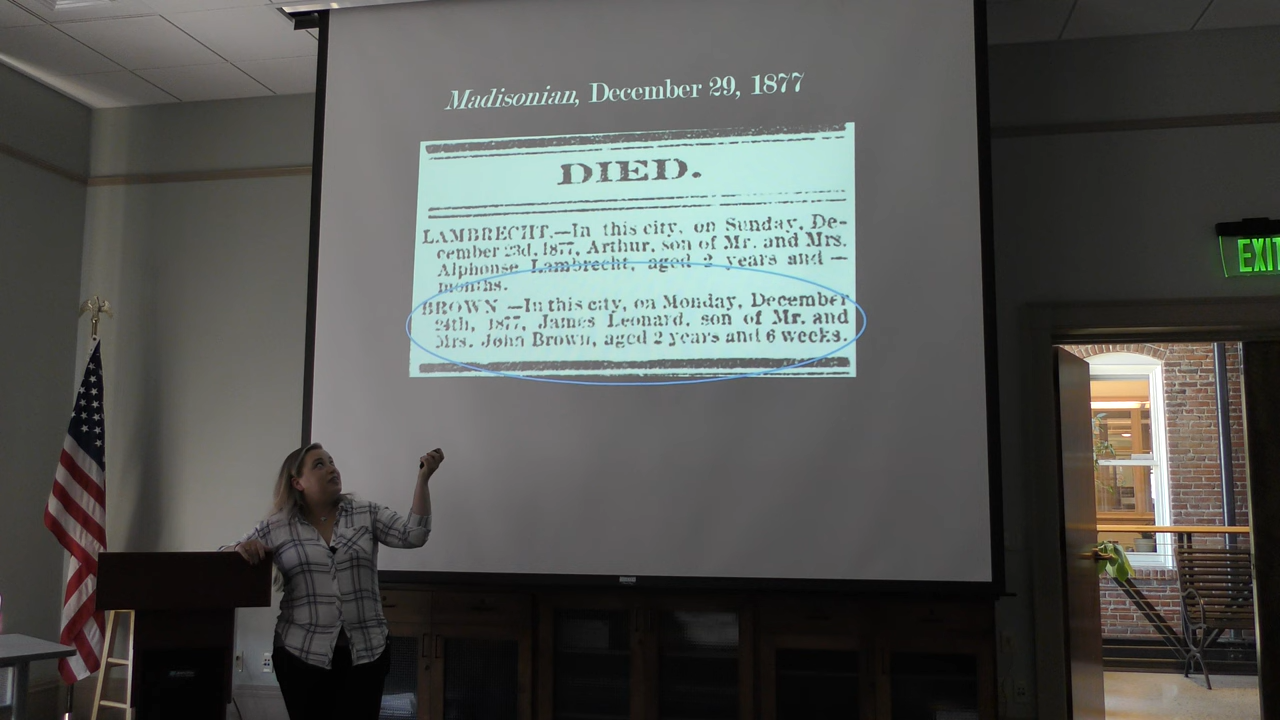 Madisonian, December 29, 1877
DIED.
LAMBRECHT.—In this city, on Sunday, De-
cember 23d, 1877, Arthur, son of Mr. and Mrs.
Alphonse Lambrecht, aged 2 years and —
months.
BROWN —In this city, on Monday, December
24th, 1877, James Leonard, son of Mr. and
Mrs. John Brown, aged 2 years and 6 weeks.
EXIT